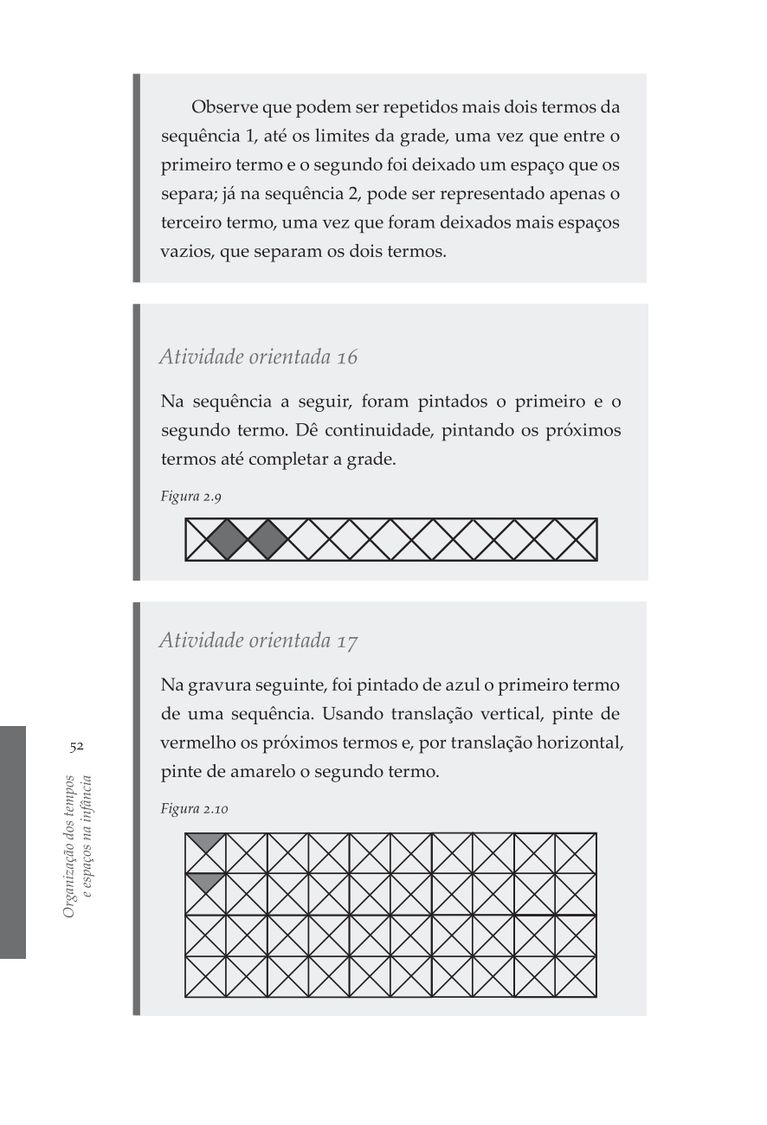 Observe que podem ser repetidos mais dois termos da
sequência 1, até os limites da grade, uma vez que entre o
primeiro termo e o segundo foi deixado um espaço que os
separa; já na sequência 2, pode ser representado apenas o
terceiro termo, uma vez que foram deixados mais espaços
vazios, que separam os dois termos.
Atividade orientada 16
Na sequência a seguir, foram pintados o primeiro e o
segundo termo. Dê continuidade, pintando os próximos
termos até completar a grade.
Figura 2.9
Atividade orientada 17
Na gravura seguinte, foi pintado de azul o primeiro termo
de uma sequência. Usando translação vertical, pinte de
vermelho os próximos termos e, por translação horizontal,
pinte de amarelo o segundo termo.
Figura 2.10
52
Organização dos tempos
e espaços na infância